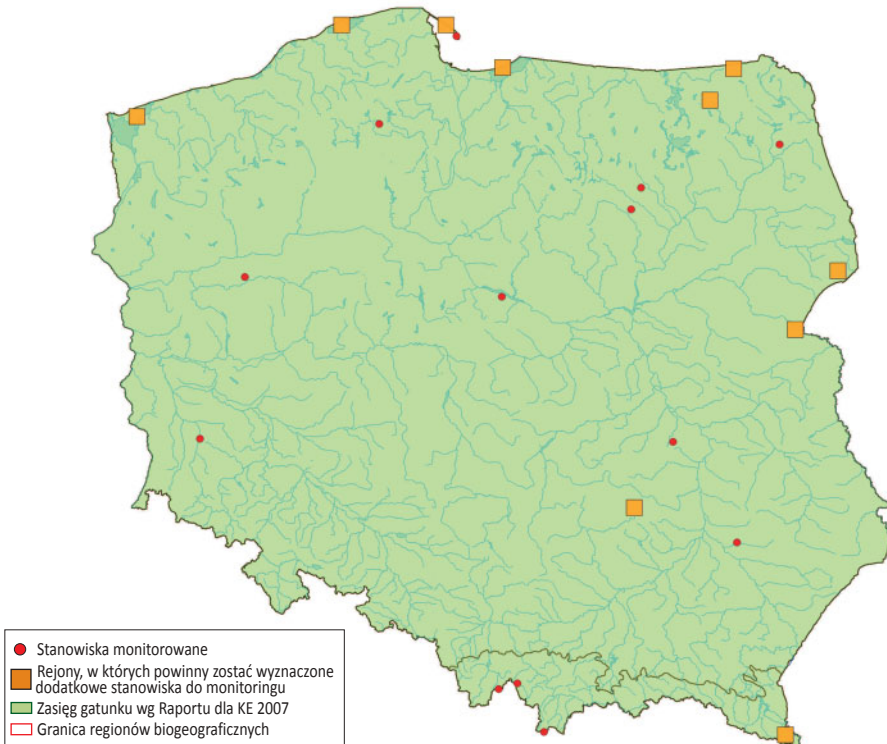 Stanowiska monitorowane
Rejony, w których powinny zostać wyznaczone
dodatkowe stanowiska do monitoringu
Zasięg gatunku wg Raportu dla KE 2007
Granica regionów biogeograficznych